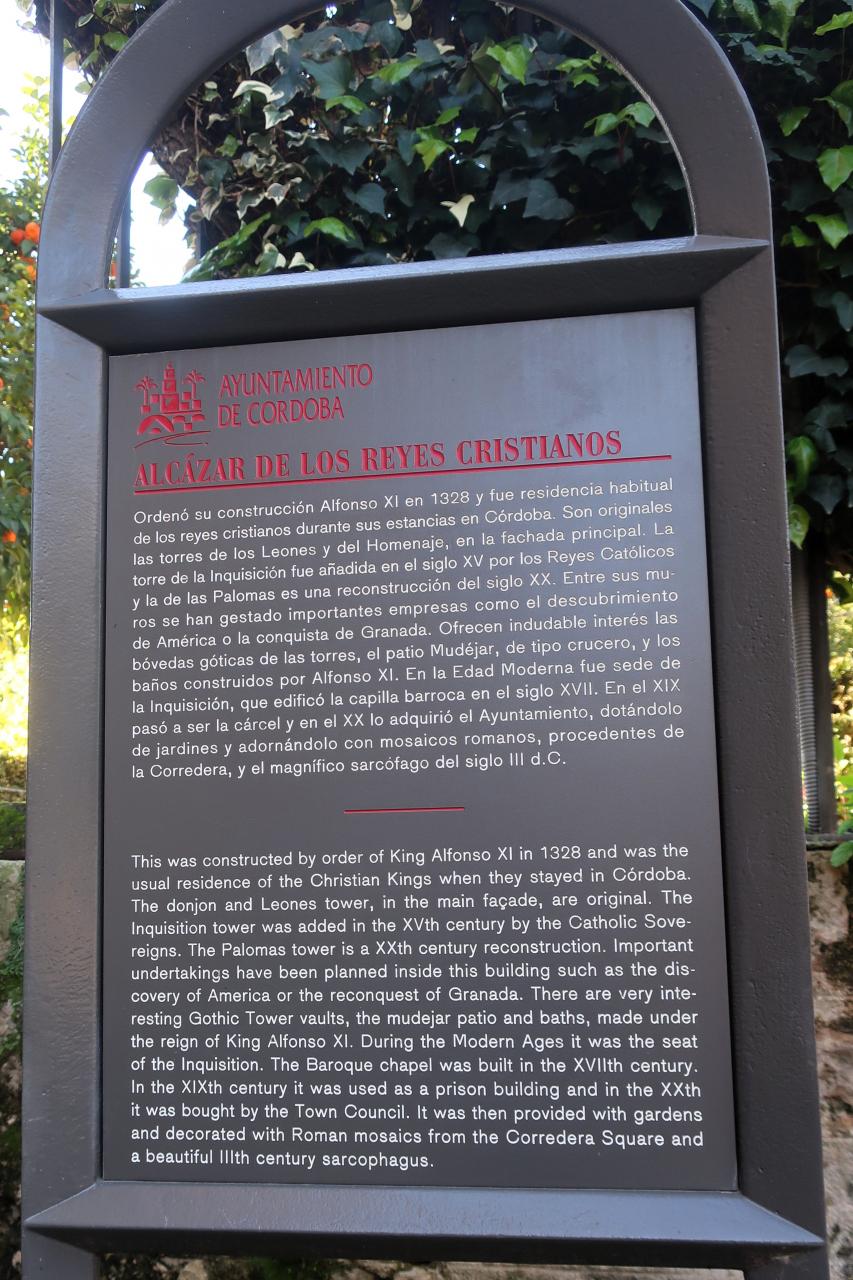 AYUNTAMIENTO
DE CORDOBA
ALCÁZAR DE LOS REYES CRISTIANOS
Ordenó su construcción Alfonso XI en 1328 y fue residencia habitual
de los reyes cristianos durante sus estancias en Córdoba. Son originales
las torres de los Leones y del Homenaje, en la fachada principal. La
torre de la Inquisición fue añadida en el siglo XV por los Reyes Católicos
y la de las Palomas es una reconstrucción del siglo XX. Entre sus mu-
ros se han gestado importantes empresas como el descubrimiento
de América o la conquista de Granada. Ofrecen indudable interés las
bóvedas góticas de las torres, el patio Mudéjar, de tipo crucero, y los
baños construidos por Alfonso XI. En la Edad Moderna fue sede de
la Inquisición, que edificó la capilla barroca en el siglo XVII. En el XIX
pasó a ser la cárcel y en el XX lo adquirió el Ayuntamiento, dotándolo
de jardines y adornándolo con mosaicos romanos, procedentes de
la Corredera, y el magnífico sarcófago del siglo III d.C.
This was constructed by order of King Alfonso XI in 1328 and was the
usual residence of the Christian Kings when they stayed in Córdoba.
The donjon and Leones tower, in the main façade, are original. The
Inquisition tower was added in the XVth century by the Catholic Sove-
reigns. The Palomas tower is a XXth century reconstruction. Important
undertakings have been planned inside this building such as the dis-
covery of America or the reconquest of Granada. There are very inte-
resting Gothic Tower vaults, the mudejar patio and baths, made under
the reign of King Alfonso XI. During the Modern Ages it was the seat
of the Inquisition. The Baroque chapel was built in the XVIIth century.
In the XIXth century it was used as a prison building and in the XXth
it was bought by the Town Council. It was then provided with gardens
and decorated with Roman mosaics from the Corredera Square and
a beautiful IIIth century sarcophagus.